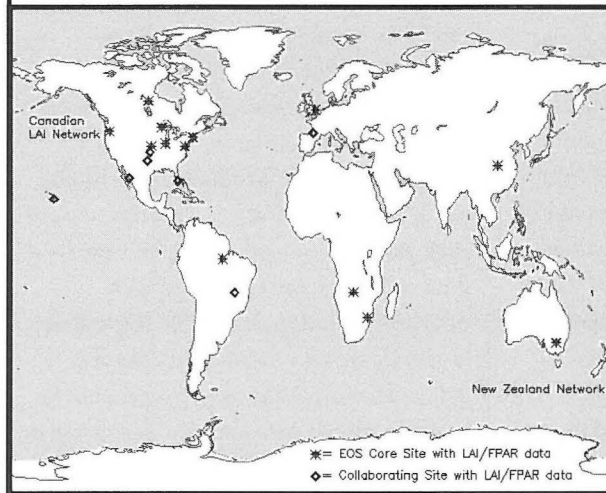 Canadian
LAI Network
New Zealand Network
= EOS Core Site with LAI/FPAR data
= Collaborating Site with LAI/FPAR data